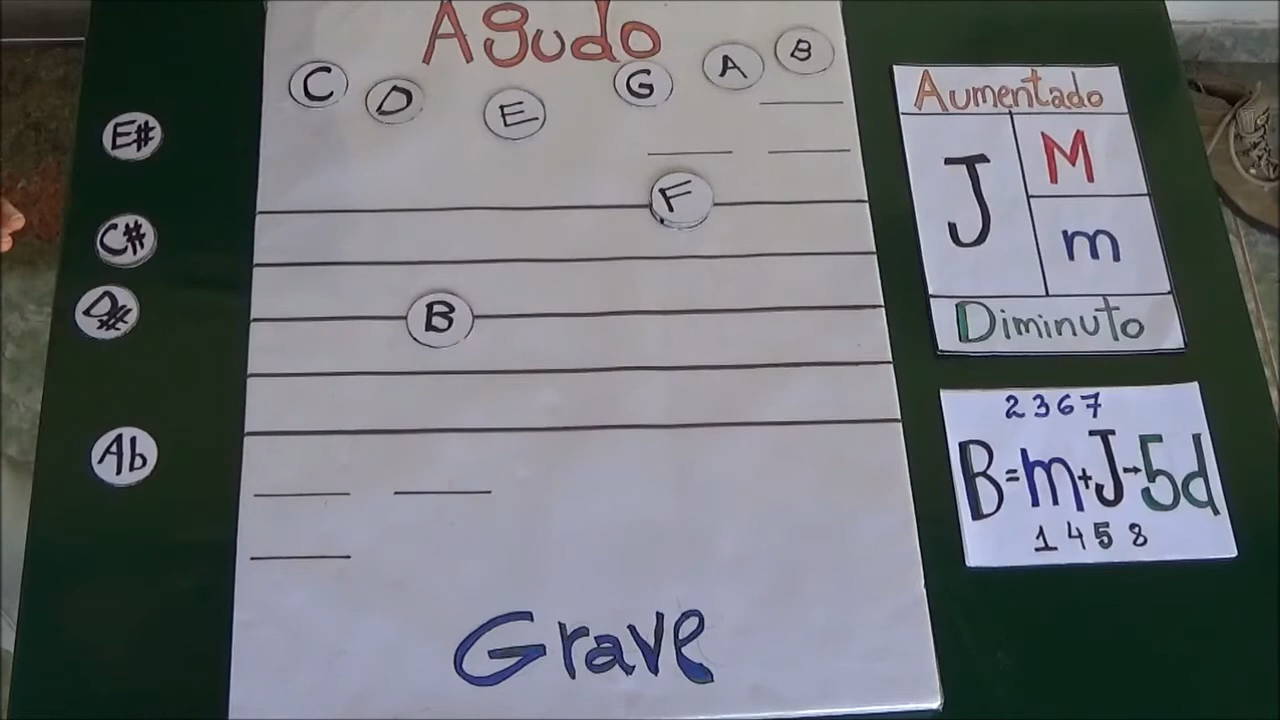 Agudo
C
D
E
G
A
B
F
B
Grave
E#
C#
D#
Ab
Aumentado
J
M
m
Diminuto
2 3 6 7
B=m+J→5d
1 4 5 8